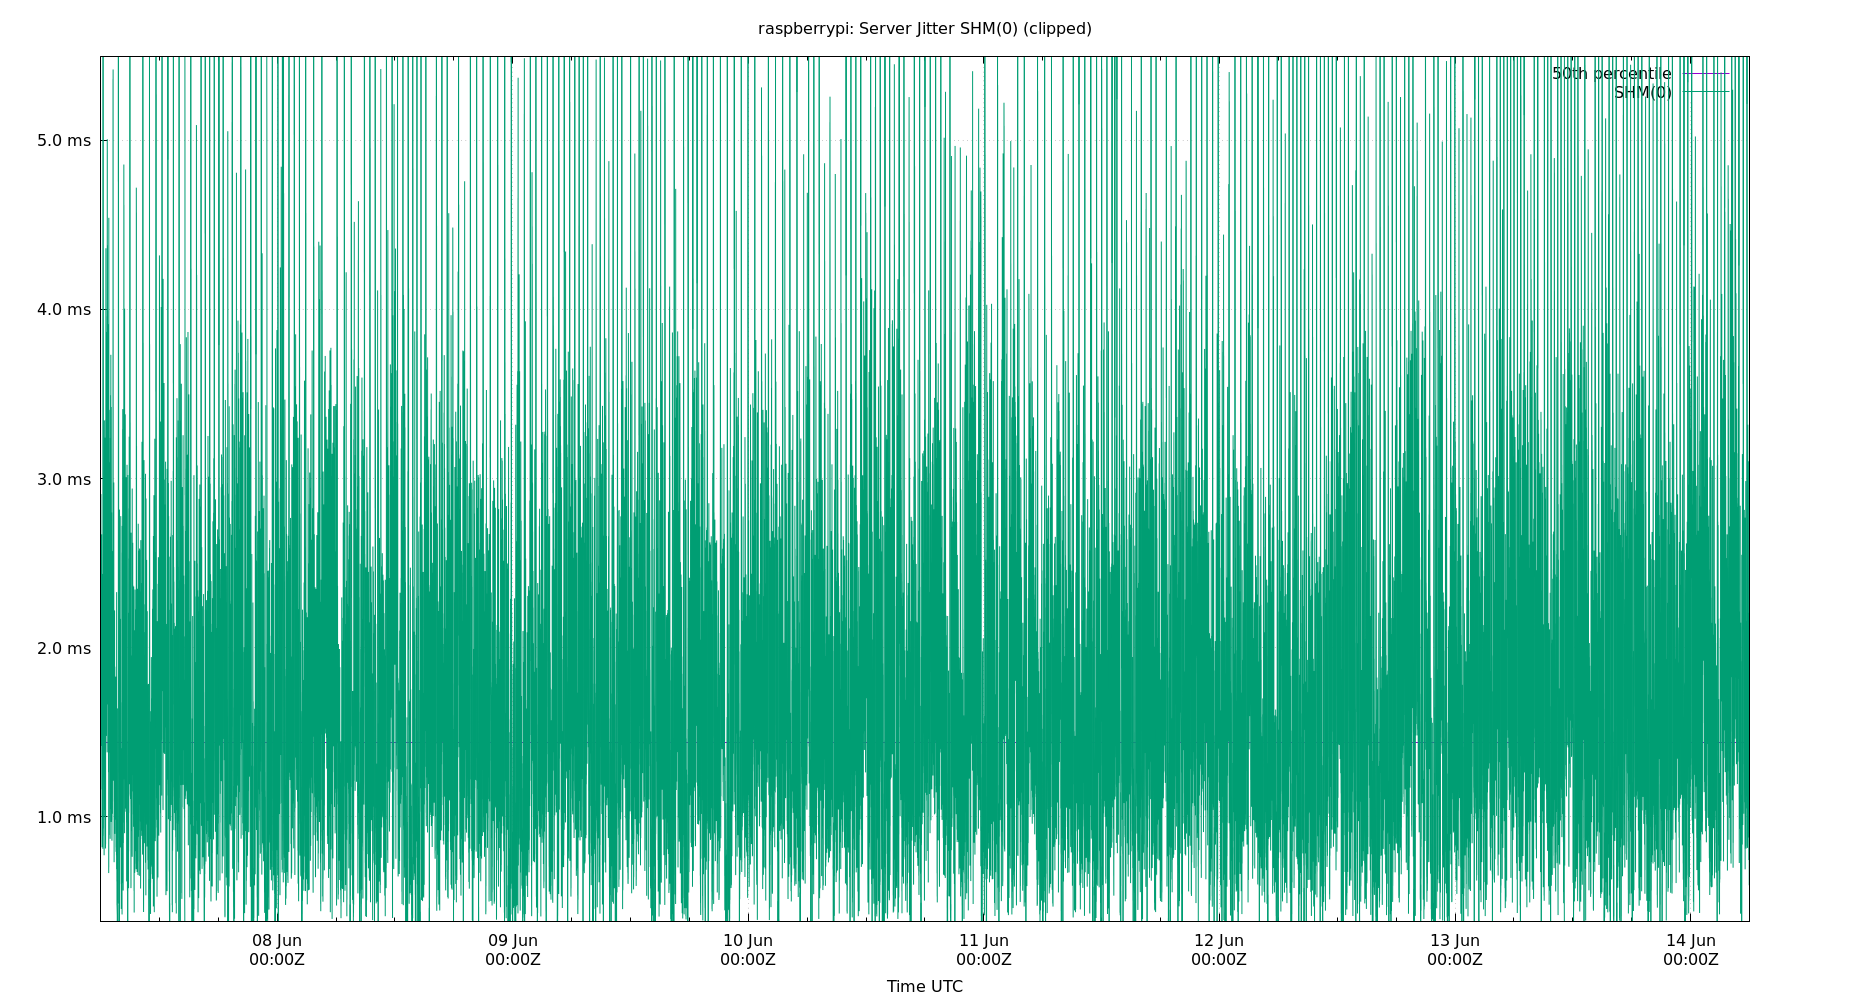 raspberrypi: Server Jitter SHM(0) (clipped)
50th percentile
SHM(0)
5.0 ms
4.0 ms
3.0 ms
2.0 ms
1.0 ms
08 Jun 09 Jun 10 Jun 11 Jun 12 Jun 13 Jun 14 Jun
00:00Z 00:00Z 00:00Z 00:00Z 00:00Z 00:00Z 00:00Z
Time UTC